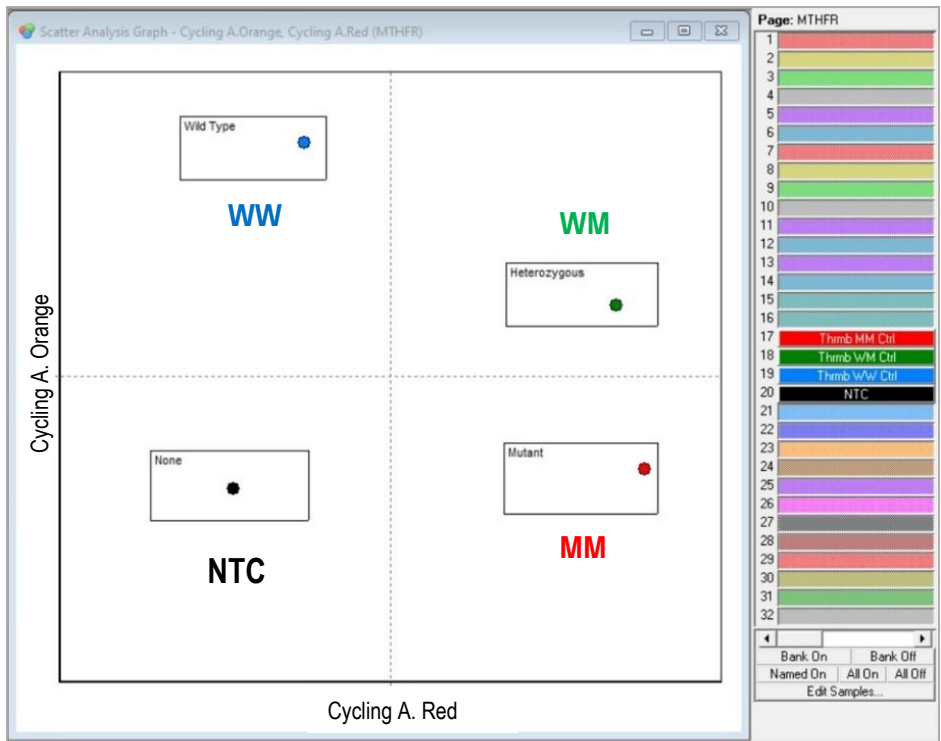 Scatter Analysis Graph - Cycling A.Orange, Cycling A.Red (MTHFR)
Wild Type
WW
WM
Heterozygous
Cycling A. Orange
None
Mutant
NTC
MM
Cycling A. Red
Page: MTHFR
1
2
3
4
5
6
7
8
9
10
11
12
13
14
15
16
17 Thrmb MM Ctrl
18 Thrmb WM Ctrl
19 Thrmb WW Ctrl
20 NTC
21
22
23
24
25
26
27
28
29
30
31
32
Bank On Bank Off
Named On All On All Off
Edit Samples...